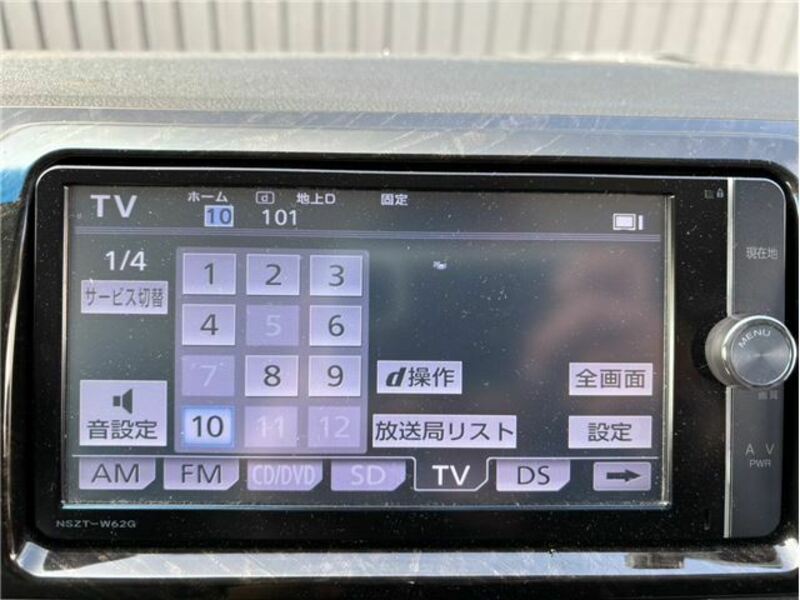 TV ホーム d 地上D 固定
10 101
1/4
サービス切替
1 2 3
4 5 6
7 8 9
10 11 12
d操作
全画面
音設定
放送局リスト
設定
AM FM CD/DVD SD TV DS
現在地
MENU
画質
A V
PWR
NSZT-W62G